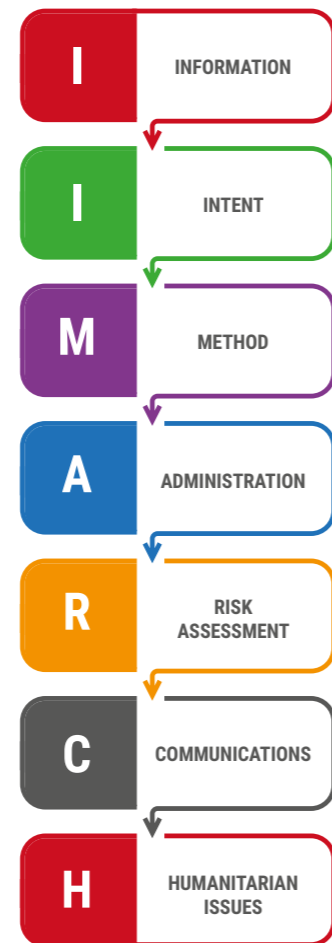 I
INFORMATION
I
INTENT
M
METHOD
A
ADMINISTRATION
R
RISK
ASSESSMENT
C
COMMUNICATIONS
H
HUMANITARIAN
ISSUES